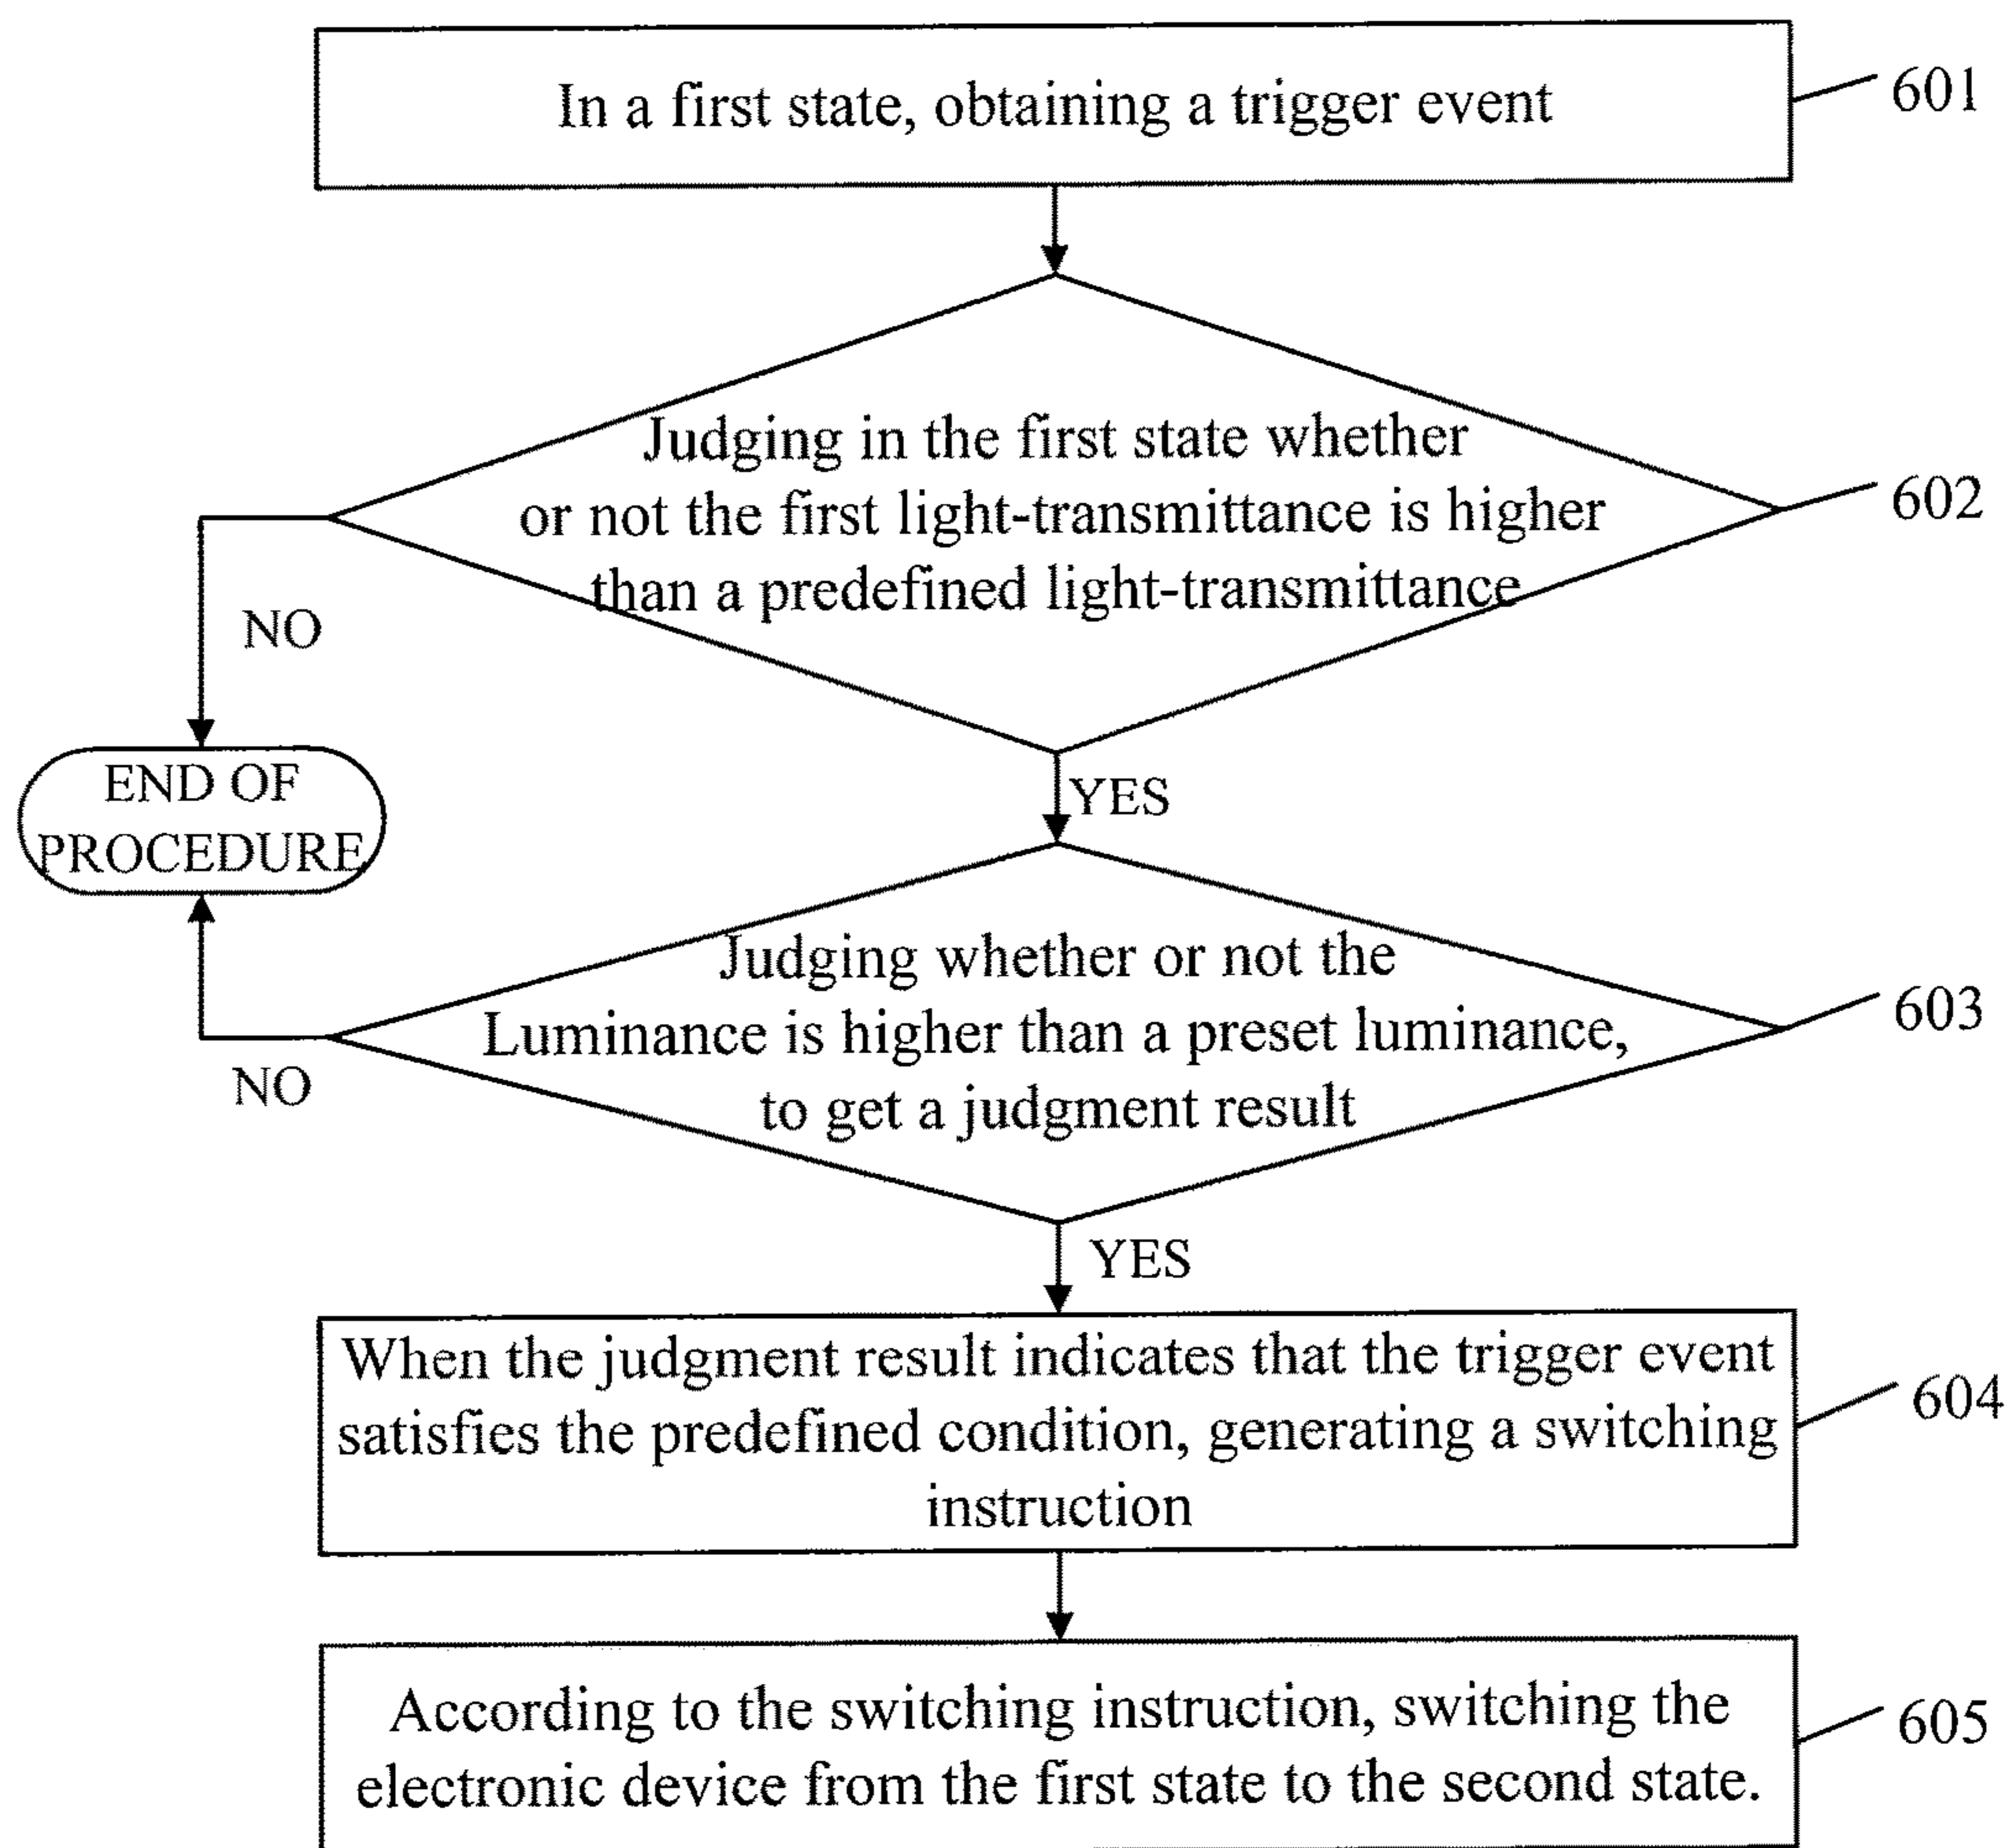 In a first state, obtaining a trigger event
601
Judging in the first state whether
or not the first light-transmittance is higher
than a predefined light-transmittance
602
NO
END OF
PROCEDURE
YES
Judging whether or not the
Luminance is higher than a preset luminance,
to get a judgment result
603
NO
YES
When the judgment result indicates that the trigger event
satisfies the predefined condition, generating a switching
instruction
604
According to the switching instruction, switching the
electronic device from the first state to the second state.
605